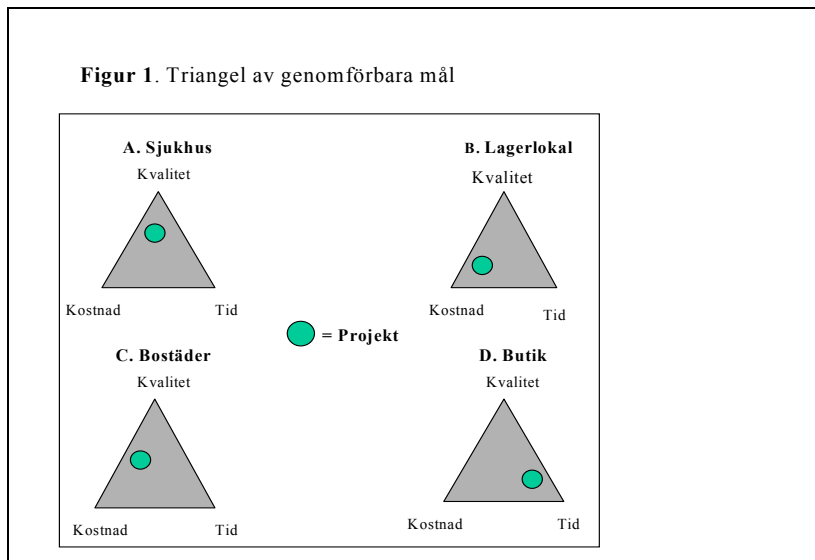 Figur 1. Triangel av genomförbara mål
A. Sjukhus
Kvalitet
Kostnad
Tid
B. Lagerlokal
Kvalitet
Kostnad
Tid
= Projekt
C. Bostäder
Kvalitet
Kostnad
Tid
D. Butik
Kvalitet
Kostnad
Tid